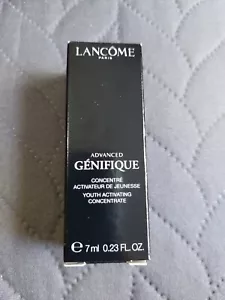 LANCÔME
PARIS
ADVANCED
GÉNIFIQUE
CONCENTRÉ
ACTIVATEUR DE JEUNESSE
YOUTH ACTIVATING
CONCENTRATE
℮ 7 ml 0.23 FL.OZ.